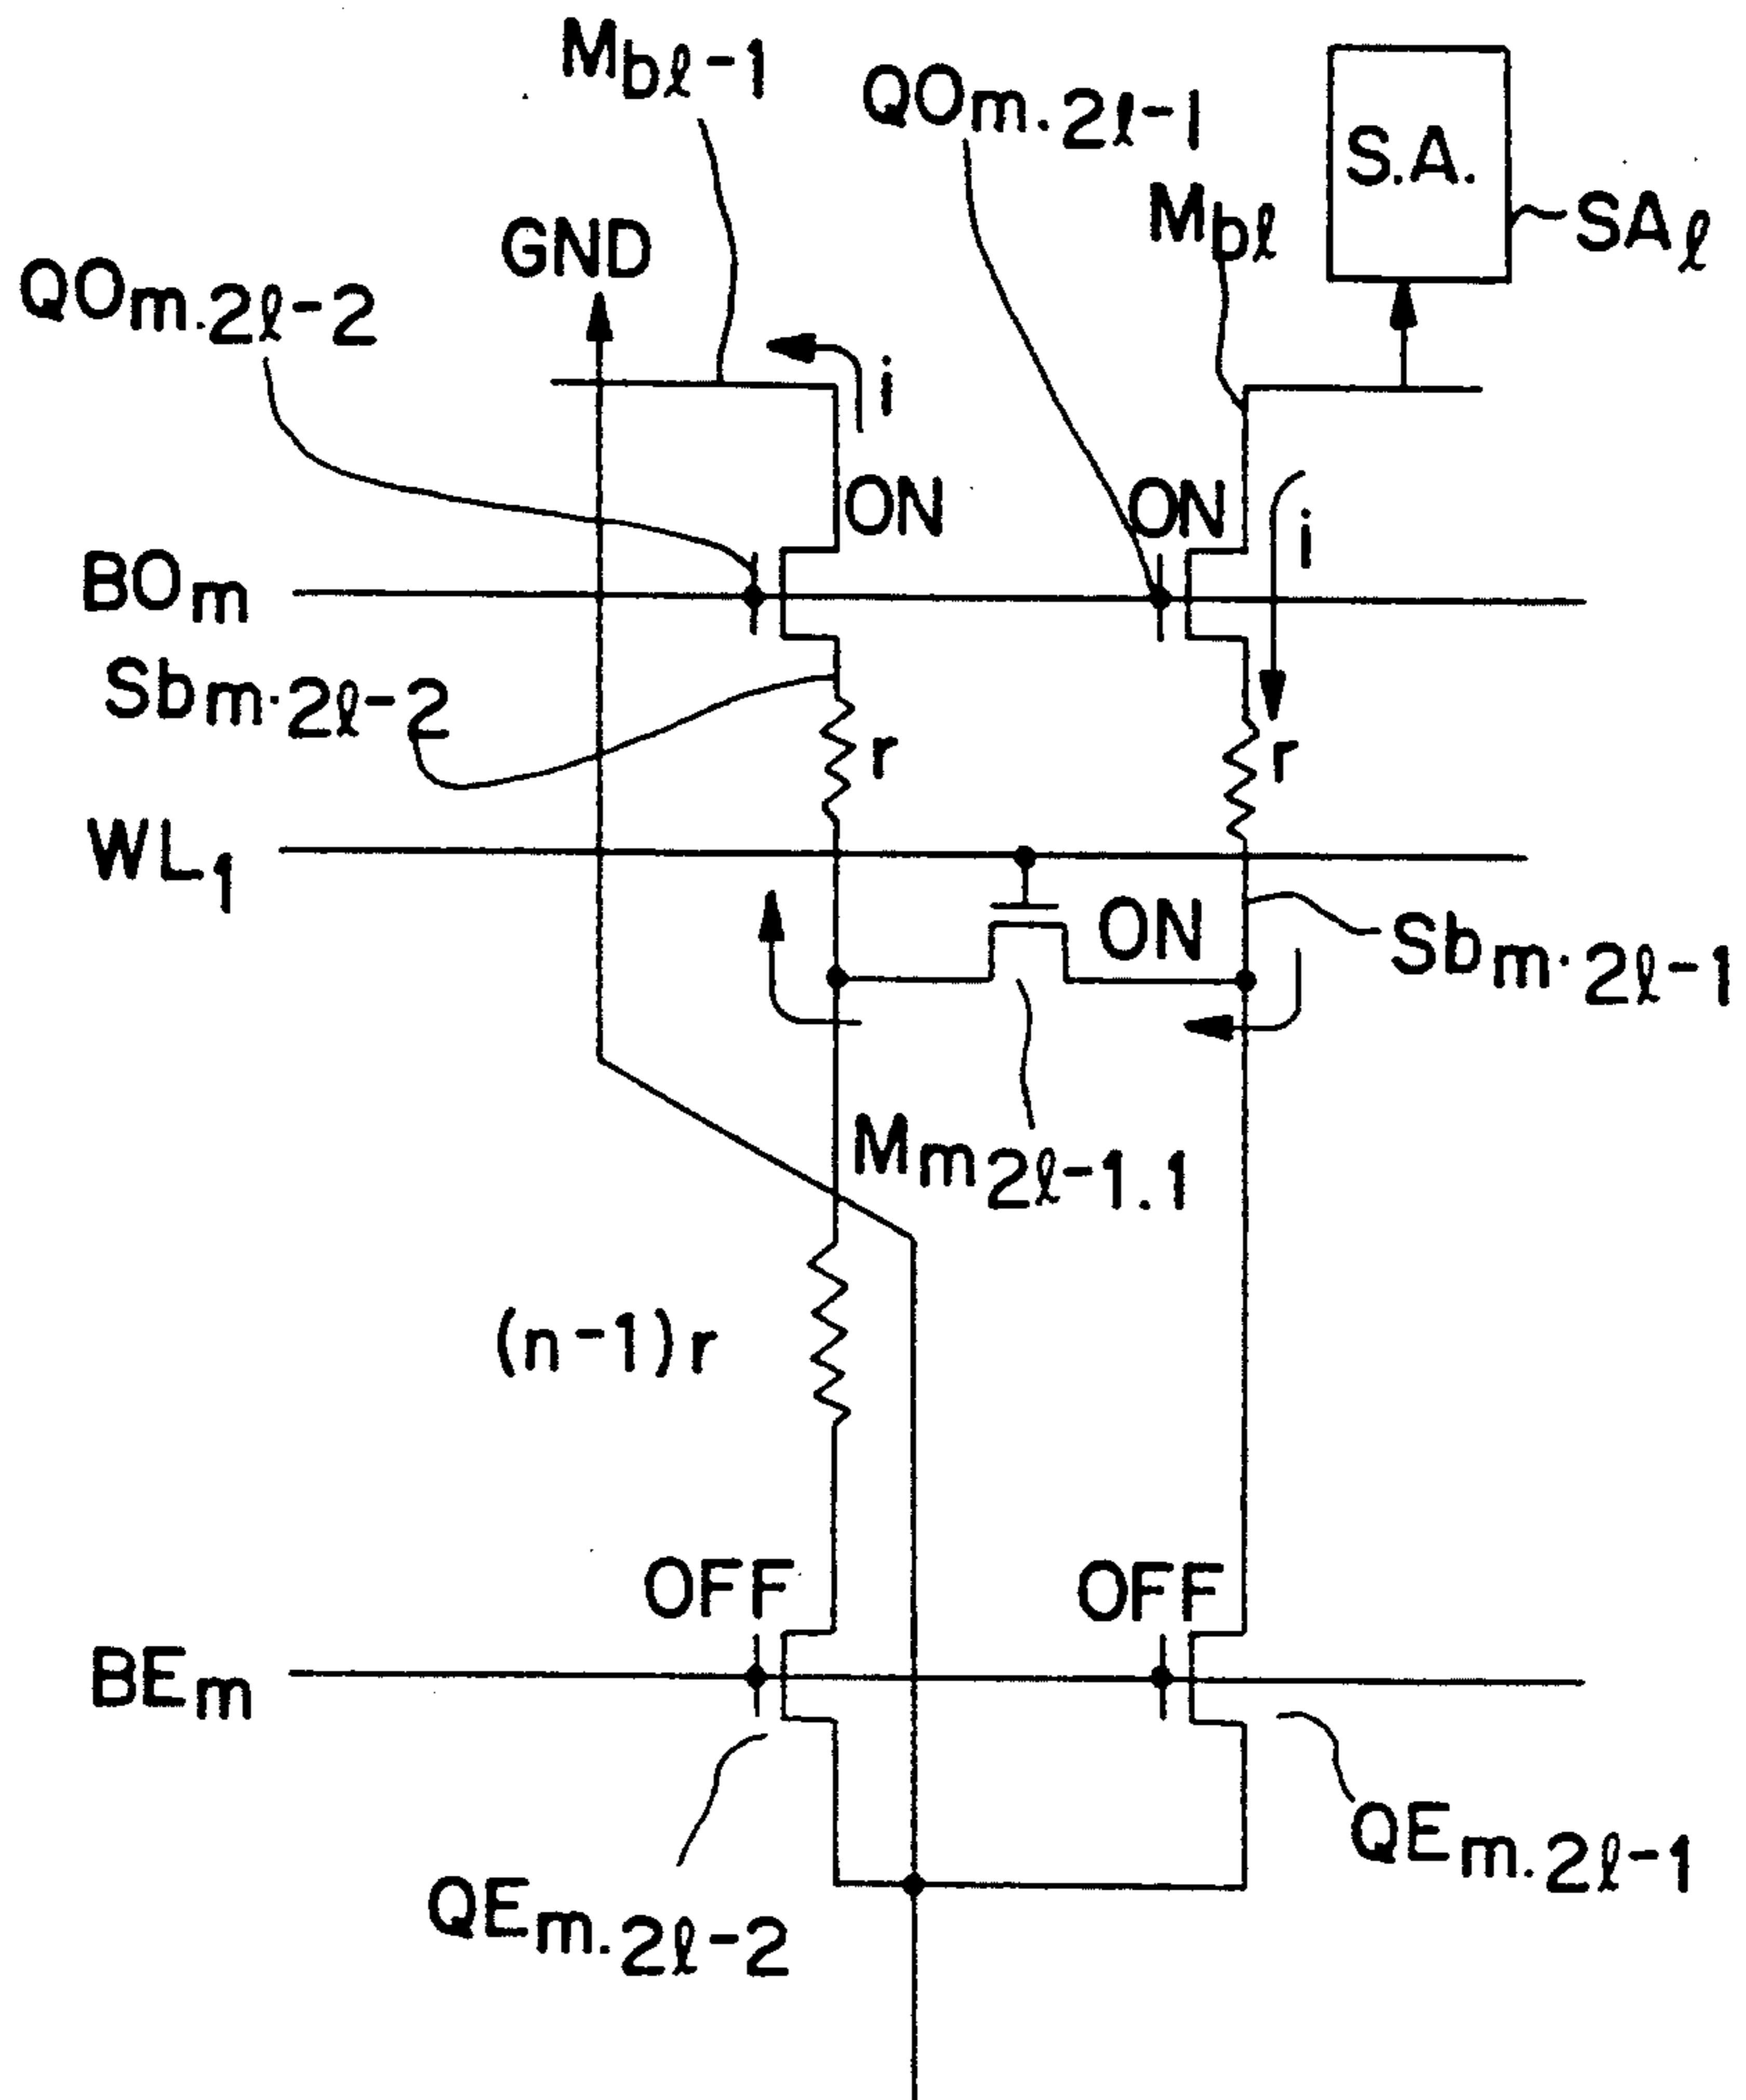 Mbℓ-1
QOm.2ℓ-1
S.A.
Mbℓ
SAℓ
GND
QOm.2ℓ-2
i
ON
ON
i
BOm
Sbm.2ℓ-2
r
r
WL1
ON
Sbm.2ℓ-1
Mm2ℓ-1.1
(n-1)r
OFF
OFF
BEm
QEm.2ℓ-1
QEm.2ℓ-2